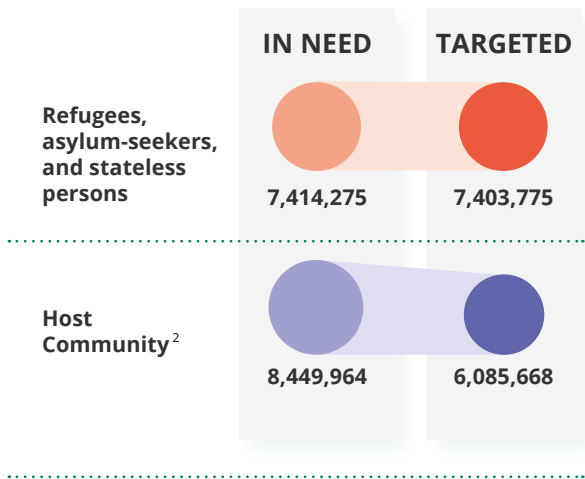 IN NEED TARGETED
Refugees,
asylum-seekers,
and stateless
persons
7,414,275 7,403,775
Host
Community 2
8,449,964 6,085,668